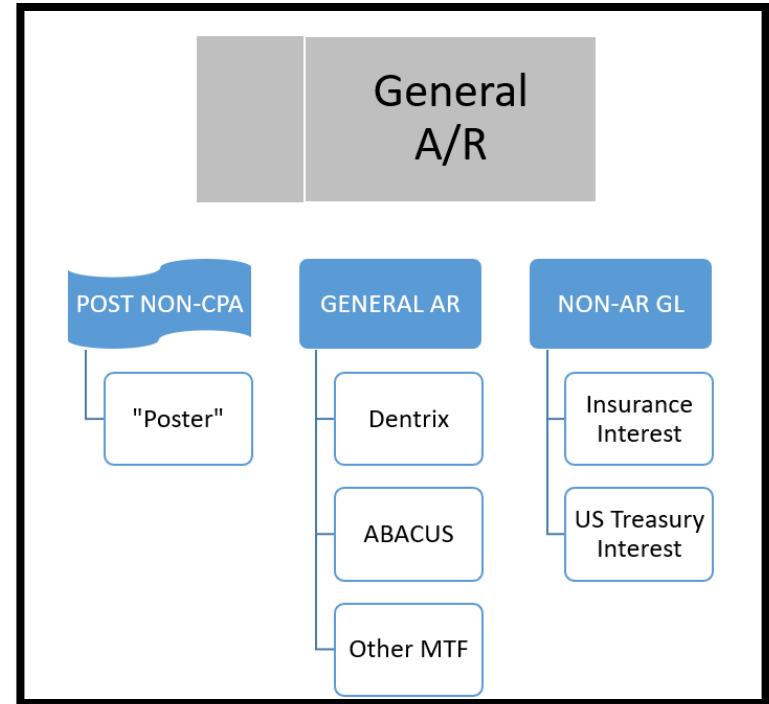 General
A/R
POST NON-CPA
"Poster"
GENERAL AR
Dentrix
ABACUS
Other MTF
NON-AR GL
Insurance
Interest
US Treasury
Interest